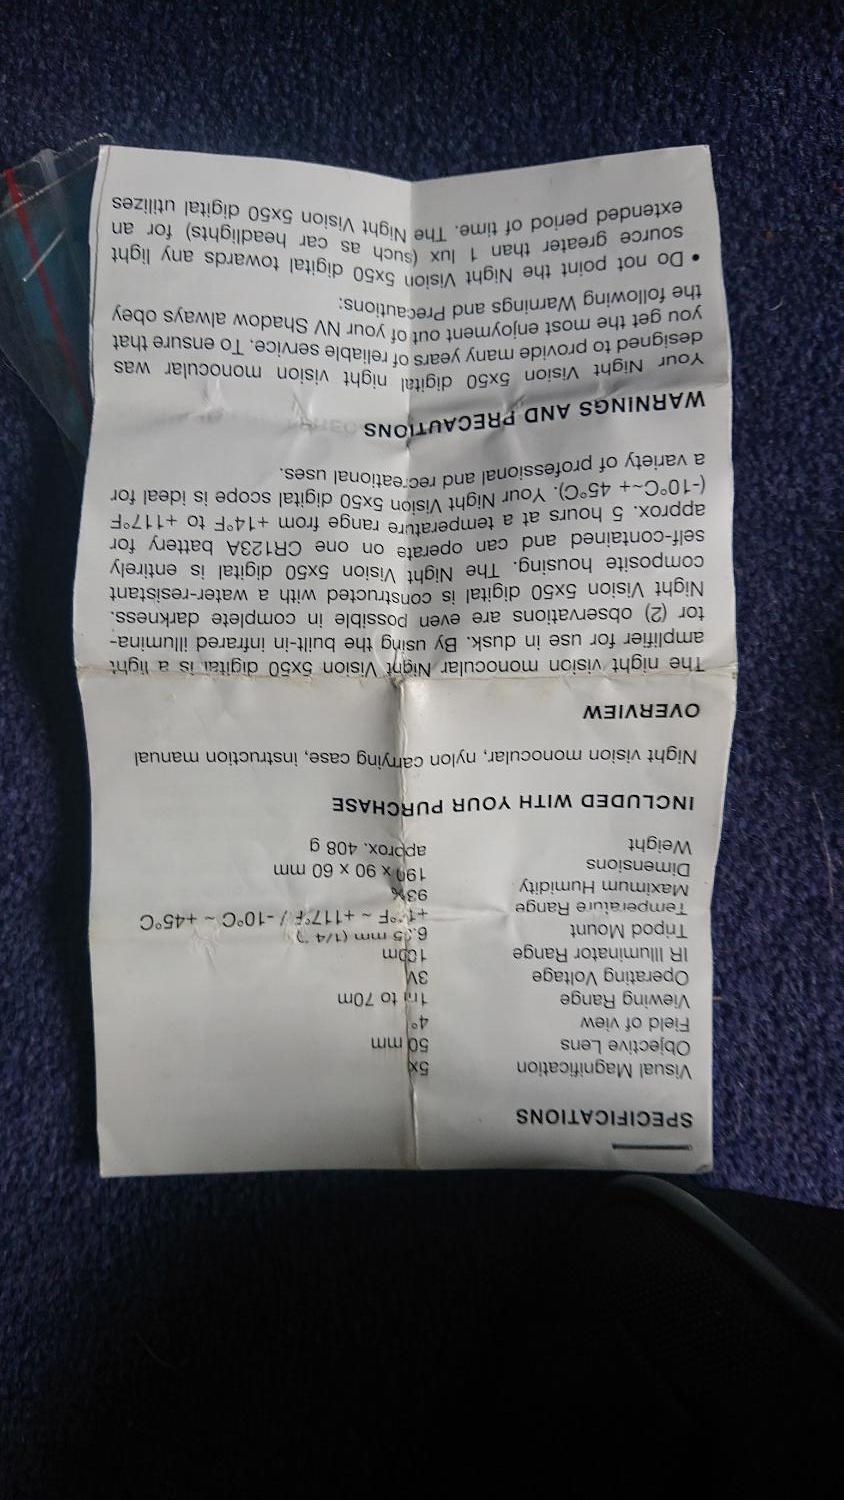 SPECIFICATIONS
Visual Magnification 5x
Objective Lens 50 mm
Field of view 4°
Viewing Range 1m to 70m
Operating Voltage 3V
IR Illuminator Range 100m
Tripod Mount mm (1/4 ")
Temperature Range °F ~ +117°F / -10°C ~ +45°C
Maximum Humidity 93%
Dimensions 190 x 90 x 60 mm
Weight approx. 408 g
INCLUDED WITH YOUR PURCHASE
Night vision monocular, nylon carrying case, instruction manual
OVERVIEW
The night vision monocular Night Vision 5x50 digital is a light
amplifier for use in dusk. By using the built-in infrared illumina-
tor (2) observations are even possible in complete darkness.
Night Vision 5x50 digital is constructed with a water-resistant
composite housing. The Night Vision 5x50 digital is entirely
self-contained and can operate on one CR123A battery for
approx. 5 hours at a temperature range from +14°F to +117°F
(-10°C~+ 45°C). Your Night Vision 5x50 digital scope is ideal for
a variety of professional and recreational uses.
WARNINGS AND PRECAUTIONS
Your Night Vision 5x50 digital night vision monocular was
designed to provide many years of reliable service. To ensure that
you get the most enjoyment out of your NV Shadow always obey
the following Warnings and Precautions:
• Do not point the Night Vision 5x50 digital towards any light
source greater than 1 lux (such as car headlights) for an
extended period of time. The Night Vision 5x50 digital utilizes